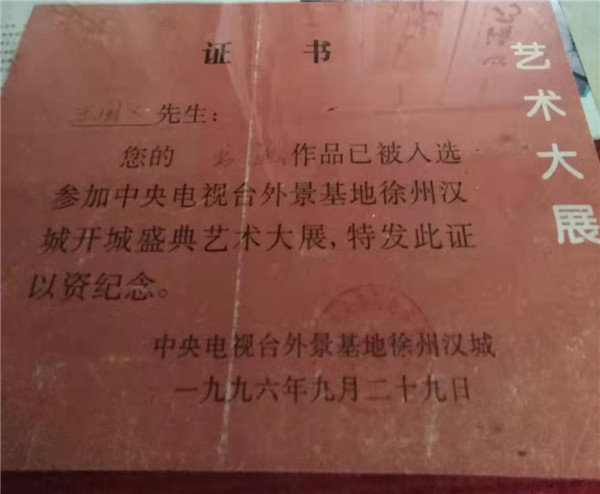 证 书
先生:
您的 作品已被入选
参加中央电视台外景基地徐州汉
城开城盛典艺术大展,特发此证
以资纪念。
中央电视台外景基地徐州汉城
一九九六年九月二十九日
艺术大展